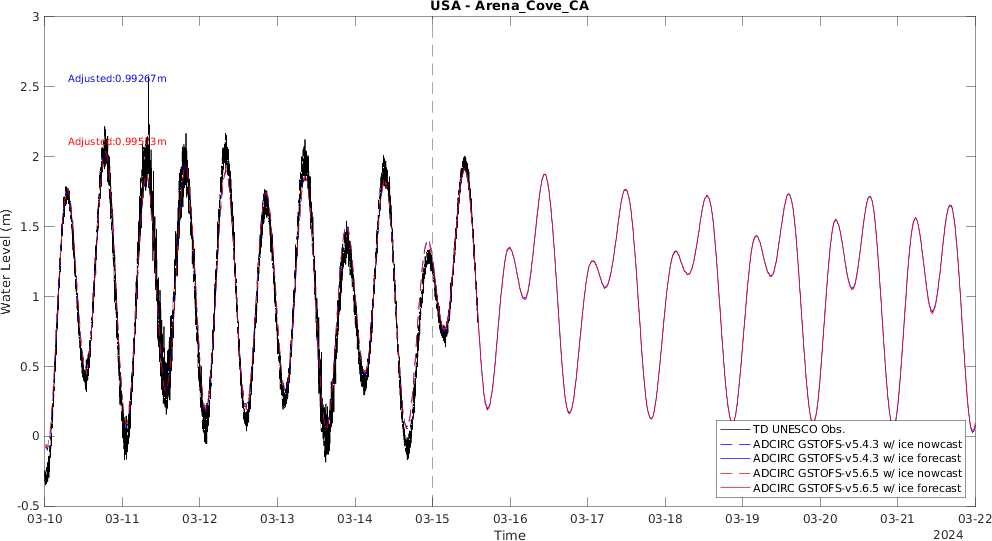 USA - Arena_Cove_CA
3
2.5
2
1.5
1
0.5
0
-0.5
Water Level (m)
Adjusted:0.99267m
03-10 03-11 03-12 03-13 03-14 03-15 03-16 03-17 03-18 03-19 03-20 03-21 03-22
Time
2024
TD UNESCO Obs.
ADCIRC GSTOFS-v5.4.3 w/ ice nowcast
ADCIRC GSTOFS-v5.4.3 w/ ice forecast
ADCIRC GSTOFS-v5.6.5 w/ ice nowcast
ADCIRC GSTOFS-v5.6.5 w/ ice forecast